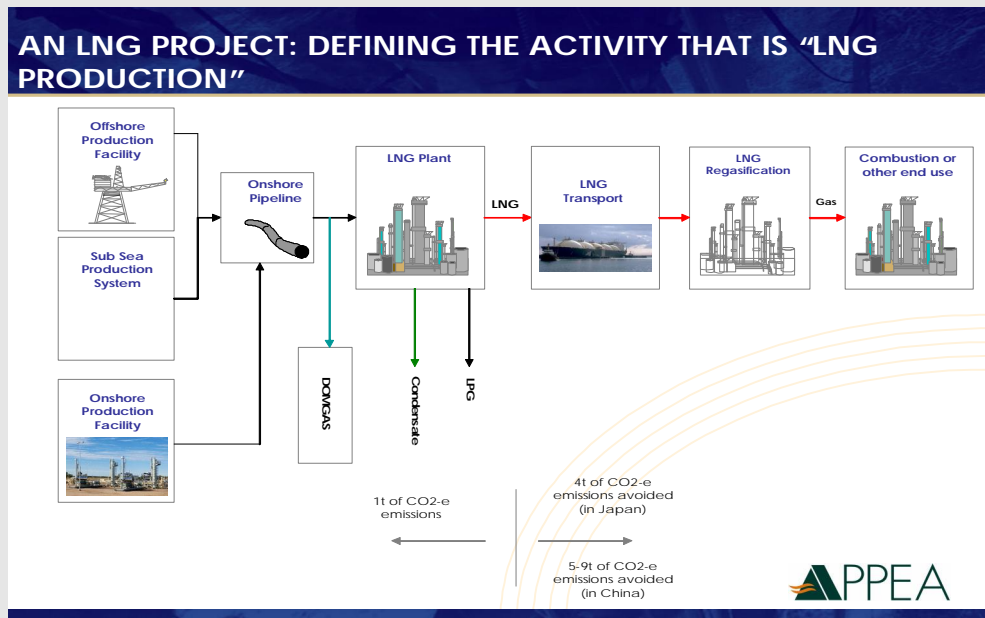 AN LNG PROJECT: DEFINING THE ACTIVITY THAT IS “LNG
PRODUCTION”
Offshore
Production
Facility
Sub Sea
Production
System
Onshore
Production
Facility
Onshore
Pipeline
DOMGAS
LNG Plant
Condensate
LPG
LNG
LNG
Transport
LNG
Regasification
Gas
Combustion or
other end use
1t of CO2-e
emissions
4t of CO2-e
emissions avoided
(in Japan)
5-9t of CO2-e
emissions avoided
(in China)
APPEA